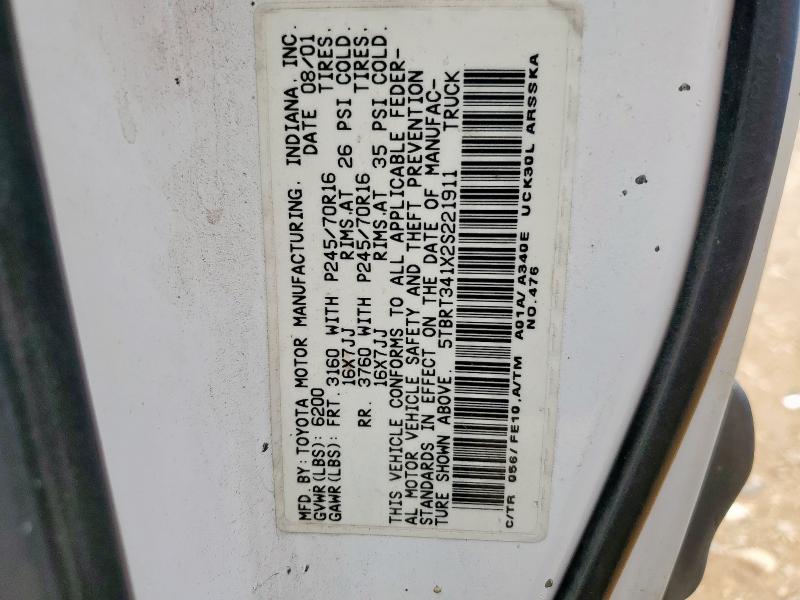 MFD. BY: TOYOTA MOTOR MANUFACTURING, INDIANA, INC.
GVWR(LBS): 6200 DATE 08/01
GAWR(LBS): FRT. 3160 WITH P245/70R16 TIRES.
16X7JJ RIMS.AT 26 PSI COLD.
RR. 3760 WITH P245/70R16 TIRES.
16X7JJ RIMS.AT 35 PSI COLD.
THIS VEHICLE CONFORMS TO ALL APPLICABLE FEDER-
AL MOTOR VEHICLE SAFETY AND THEFT PREVENTION
STANDARDS IN EFFECT ON THE DATE OF MANUFAC-
TURE SHOWN ABOVE. 5TBRT341X2S221911 TRUCK
C/TR 056/FE10,A/TM A01A/A340E UCK30L ARSSKA
NO.476